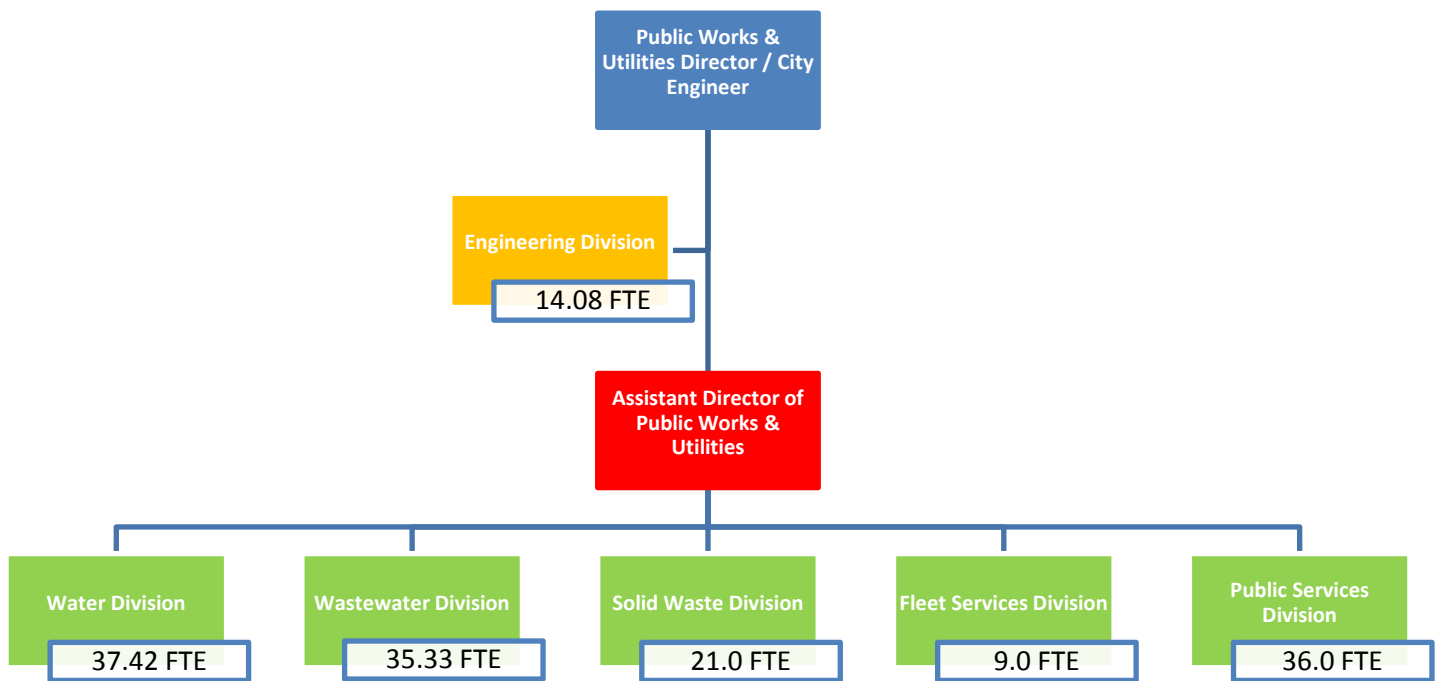 Public Works &
Utilities Director / City
Engineer
Engineering Division
14.08 FTE
Assistant Director of
Public Works &
Utilities
Water Division
37.42 FTE
Wastewater Division
35.33 FTE
Solid Waste Division
21.0 FTE
Fleet Services Division
9.0 FTE
Public Services
Division
36.0 FTE